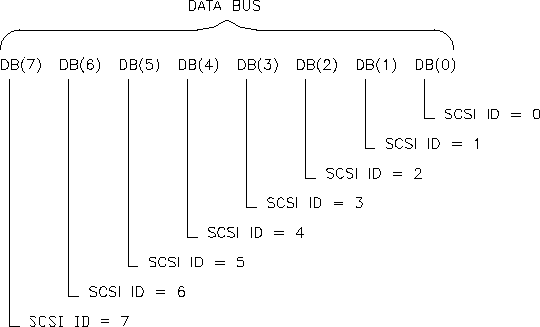 DATA BUS
DB(7) DB(6) DB(5) DB(4) DB(3) DB(2) DB(1) DB(0)
SCSI ID = 0
SCSI ID = 1
SCSI ID = 2
SCSI ID = 3
SCSI ID = 4
SCSI ID = 5
SCSI ID = 6
SCSI ID = 7